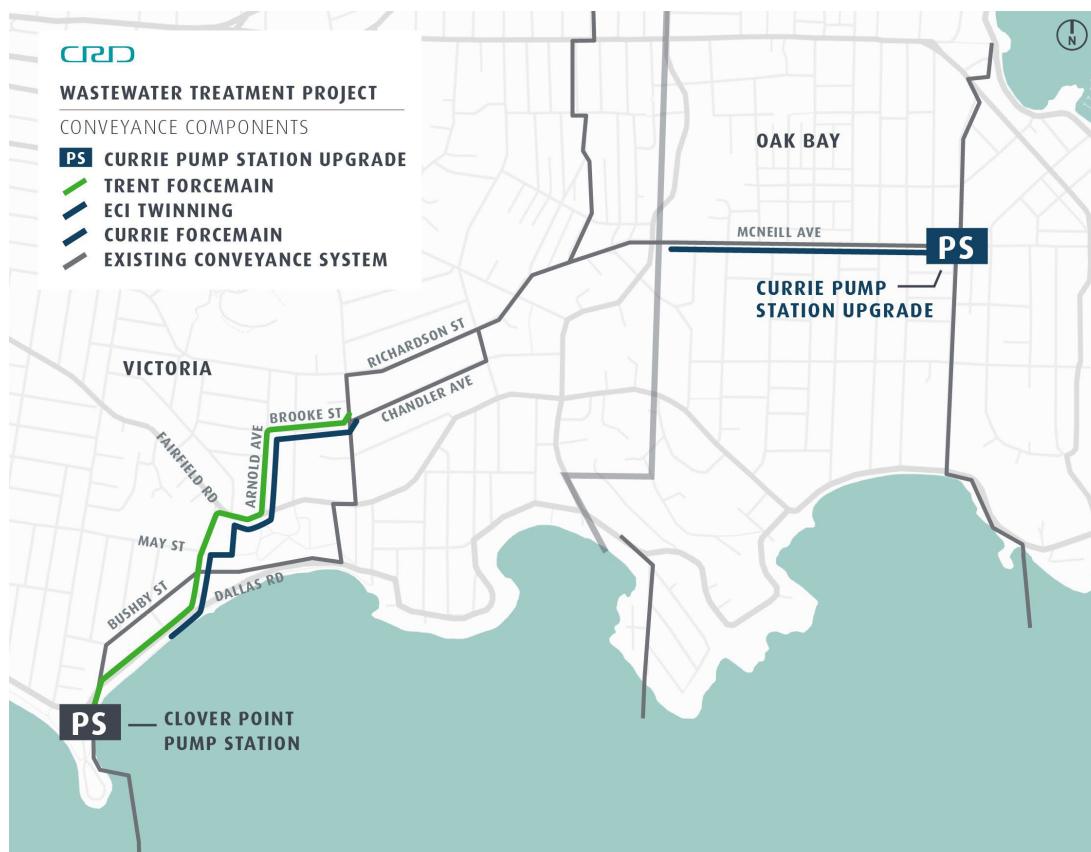 CRD
WASTEWATER TREATMENT PROJECT
CONVEYANCE COMPONENTS
PS CURRIE PUMP STATION UPGRADE
TRENT FORCEMAIN
ECI TWINNING
CURRIE FORCEMAIN
EXISTING CONVEYANCE SYSTEM
N
OAK BAY
MCNEILL AVE
PS
CURRIE PUMP
STATION UPGRADE
RICHARDSON ST
VICTORIA
CHANDLER AVE
BROOKE ST
ARNOLD AVE
FAIRFIELD RD
MAY ST
DALLAS RD
BUSHBY ST
PS
CLOVER POINT
PUMP STATION